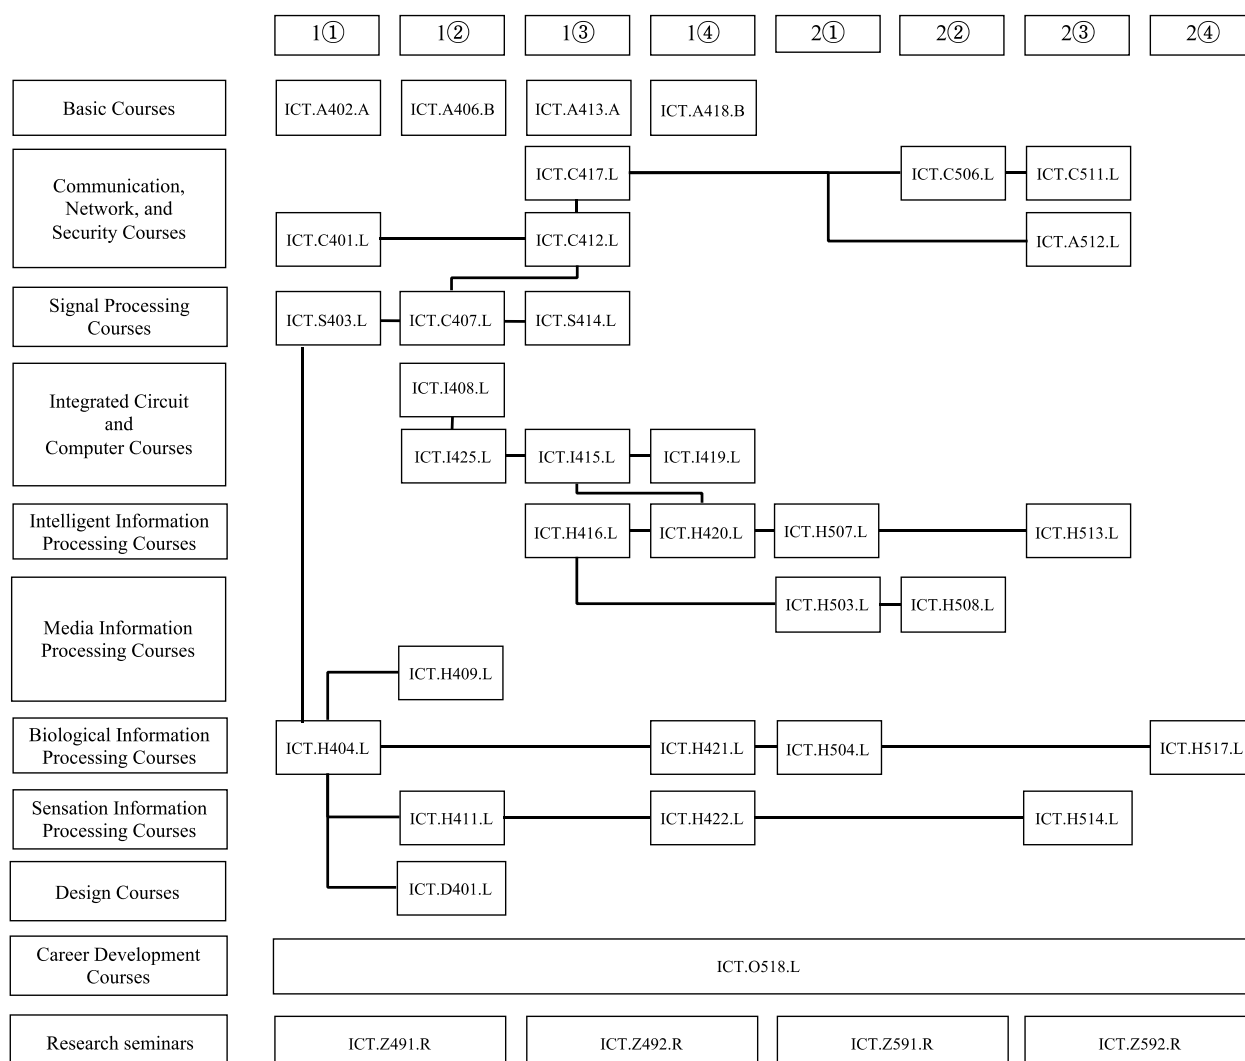 1① 1② 1③ 1④ 2① 2② 2③ 2④
Basic Courses
ICT.A402.A ICT.A406.B ICT.A413.A ICT.A418.B
Communication,
Network, and
Security Courses
ICT.C417.L ICT.C506.L ICT.C511.L
ICT.C401.L ICT.C412.L ICT.A512.L
Signal Processing
Courses
ICT.S403.L ICT.C407.L ICT.S414.L
Integrated Circuit
and
Computer Courses
ICT.I408.L
ICT.I425.L ICT.I415.L ICT.I419.L
Intelligent Information
Processing Courses
ICT.H416.L ICT.H420.L ICT.H507.L ICT.H513.L
Media Information
Processing Courses
ICT.H503.L ICT.H508.L
ICT.H409.L
Biological Information
Processing Courses
ICT.H404.L ICT.H421.L ICT.H504.L ICT.H517.L
Sensation Information
Processing Courses
ICT.H411.L ICT.H422.L ICT.H514.L
Design Courses
ICT.D401.L
Career Development
Courses
ICT.O518.L
Research seminars
ICT.Z491.R ICT.Z492.R ICT.Z591.R ICT.Z592.R